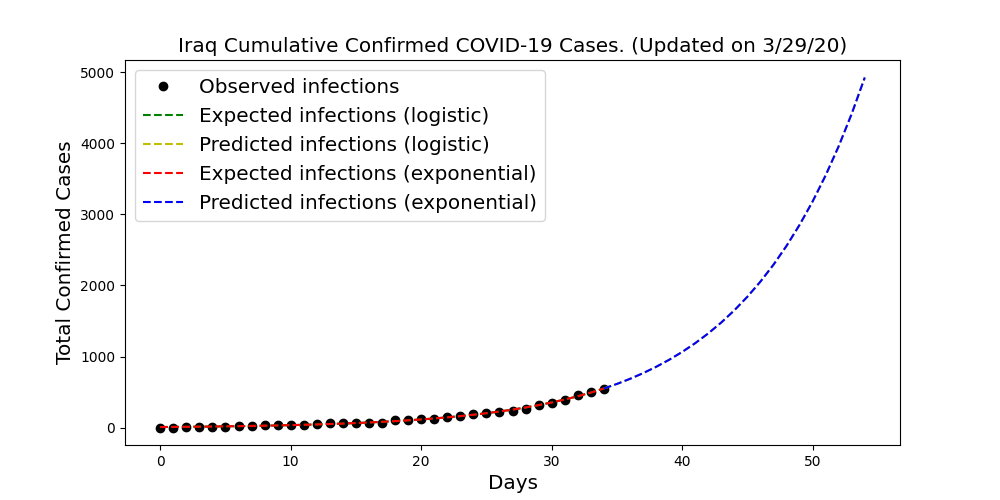 Iraq Cumulative Confirmed COVID-19 Cases. (Updated on 3/29/20)
Observed infections
Expected infections (logistic)
Predicted infections (logistic)
Expected infections (exponential)
Predicted infections (exponential)
Total Confirmed Cases
5000
4000
3000
2000
1000
0
0 10 20 30 40 50
Days